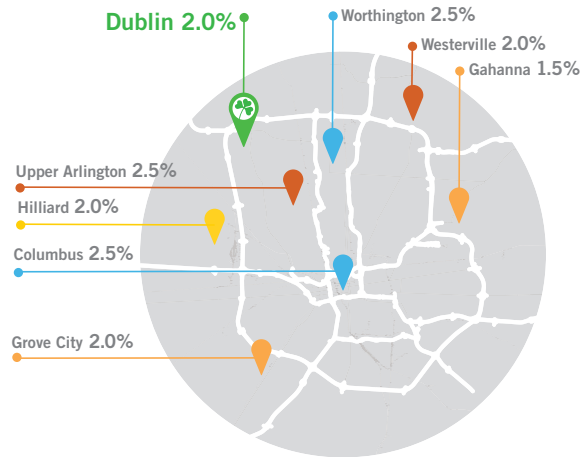 Dublin 2.0%
Worthington 2.5%
Westerville 2.0%
Gahanna 1.5%
Upper Arlington 2.5%
Hilliard 2.0%
Columbus 2.5%
Grove City 2.0%